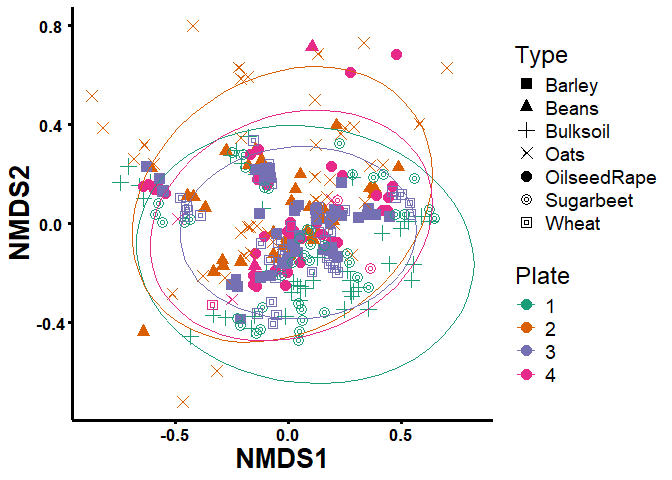 0.8
0.4
0.0
-0.4
NMDS2
-0.5
0.0
0.5
NMDS1
Type
Barley
Beans
Bulksoil
Oats
OilseedRape
Sugarbeet
Wheat
Plate
1
2
3
4